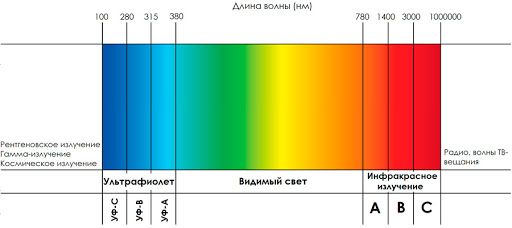 Длина волны (нм)
100 280 315 380 780 1400 3000 1000000
Рентгеновское излучение
Гамма-излучение
Космическое излучение
Радио, волны ТВ-
вещания
Ультрафиолет Видимый свет Инфракрасное
излучение
УФ-С УФ-В УФ-А A B C